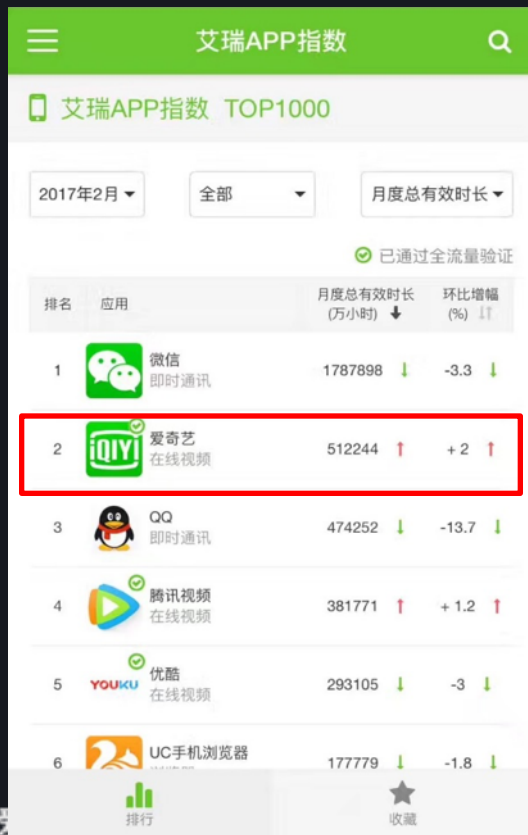 艾瑞APP指数
艾瑞APP指数 TOP1000
2017年2月 全部 月度总有效时长
已通过全流量验证
排名 应用 月度总有效时长 (万小时) 环比增幅 (%)
1 微信 即时通讯 1787898 -3.3
iQIYI
2 爱奇艺 在线视频 512244 +2
3 QQ 即时通讯 474252 -13.7
4 腾讯视频 在线视频 381771 +1.2
YOUKU
5 优酷 在线视频 293105 -3
6 UC手机浏览器 177779 -1.8
排行 收藏